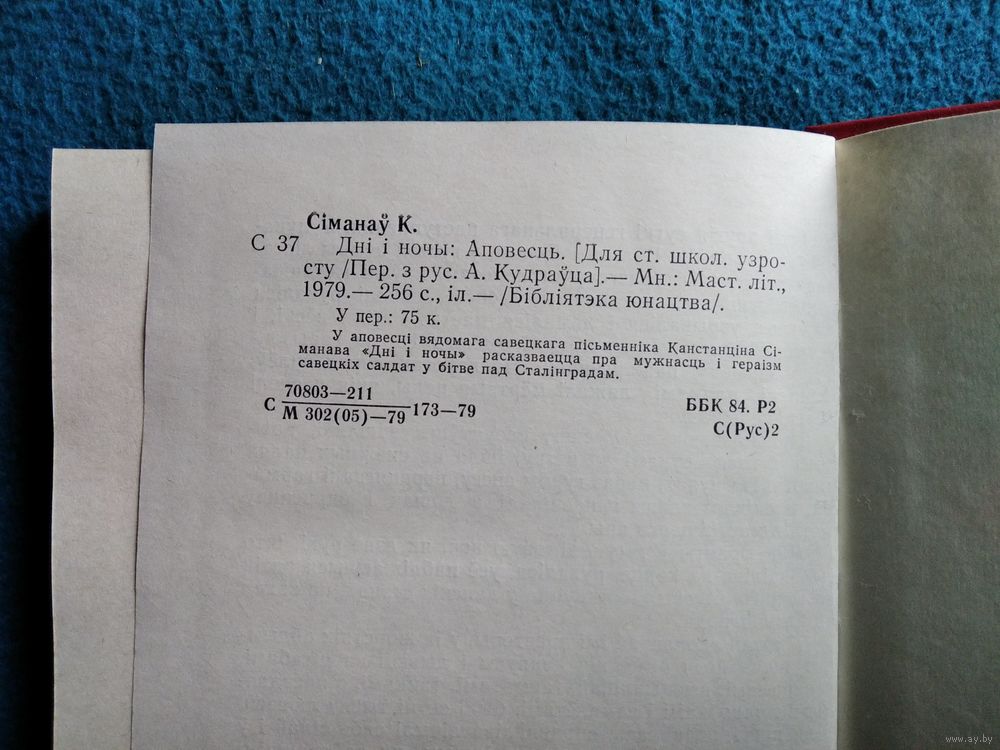 Сіманаў К.
С 37 Дні і ночы: Аповесць. [Для ст. школ. узро-
сту /Пер. з рус. А. Кудраўца].— Мн.: Маст. літ.,
1979.— 256 с., іл.— /Бібліятэка юнацтва/.
У пер.: 75 к.
У аповесці вядомага савецкага пісьменніка Канстанціна Сі-
манава «Дні і ночы» расказваецца пра мужнасць і гераізм
савецкіх салдат у бітве пад Сталінградам.
70803—211
С М 302(05)—79 173—79
ББК 84. Р2
С(Рус)2
www.ay.by